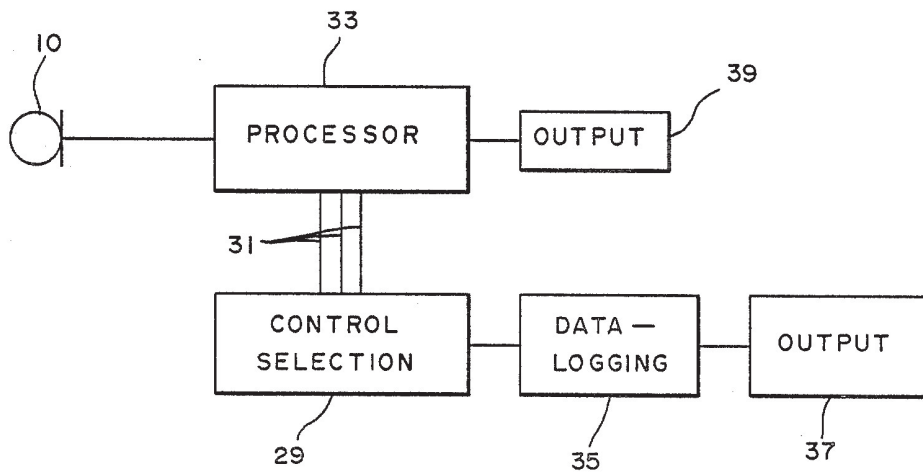 10
33
39
PROCESSOR
OUTPUT
31
CONTROL
SELECTION
DATA —
LOGGING
OUTPUT
29
35
37